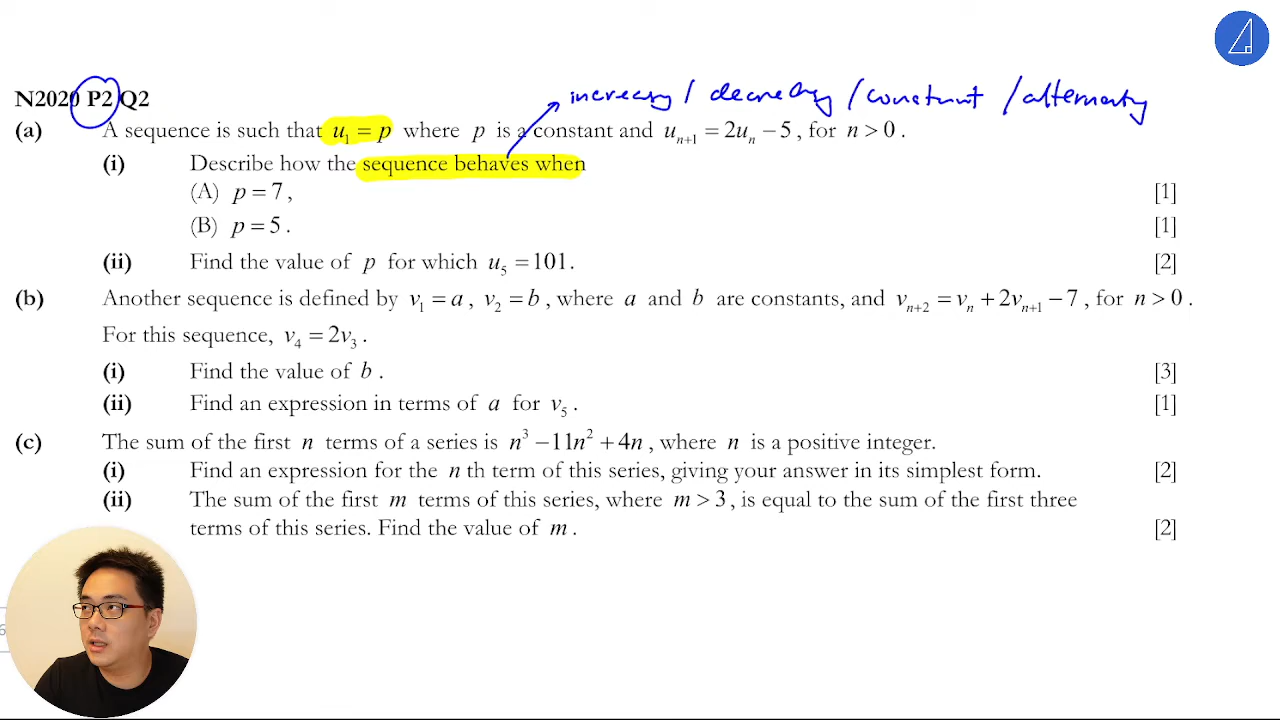 increasing / decreasing / constant / alternating
N2020 P2 Q2
(a) A sequence is such that u₁ = p where p is a constant and uₙ₊₁ = 2uₙ − 5, for n > 0.
(i) Describe how the sequence behaves when
(A) p = 7, [1]
(B) p = 5. [1]
(ii) Find the value of p for which u₅ = 101. [2]
(b) Another sequence is defined by v₁ = a, v₂ = b, where a and b are constants, and vₙ₊₂ = vₙ + 2vₙ₊₁ − 7, for n > 0.
For this sequence, v₄ = 2v₃.
(i) Find the value of b. [3]
(ii) Find an expression in terms of a for v₅. [1]
(c) The sum of the first n terms of a series is n³ − 11n² + 4n, where n is a positive integer.
(i) Find an expression for the n th term of this series, giving your answer in its simplest form. [2]
(ii) The sum of the first m terms of this series, where m > 3, is equal to the sum of the first three
terms of this series. Find the value of m. [2]